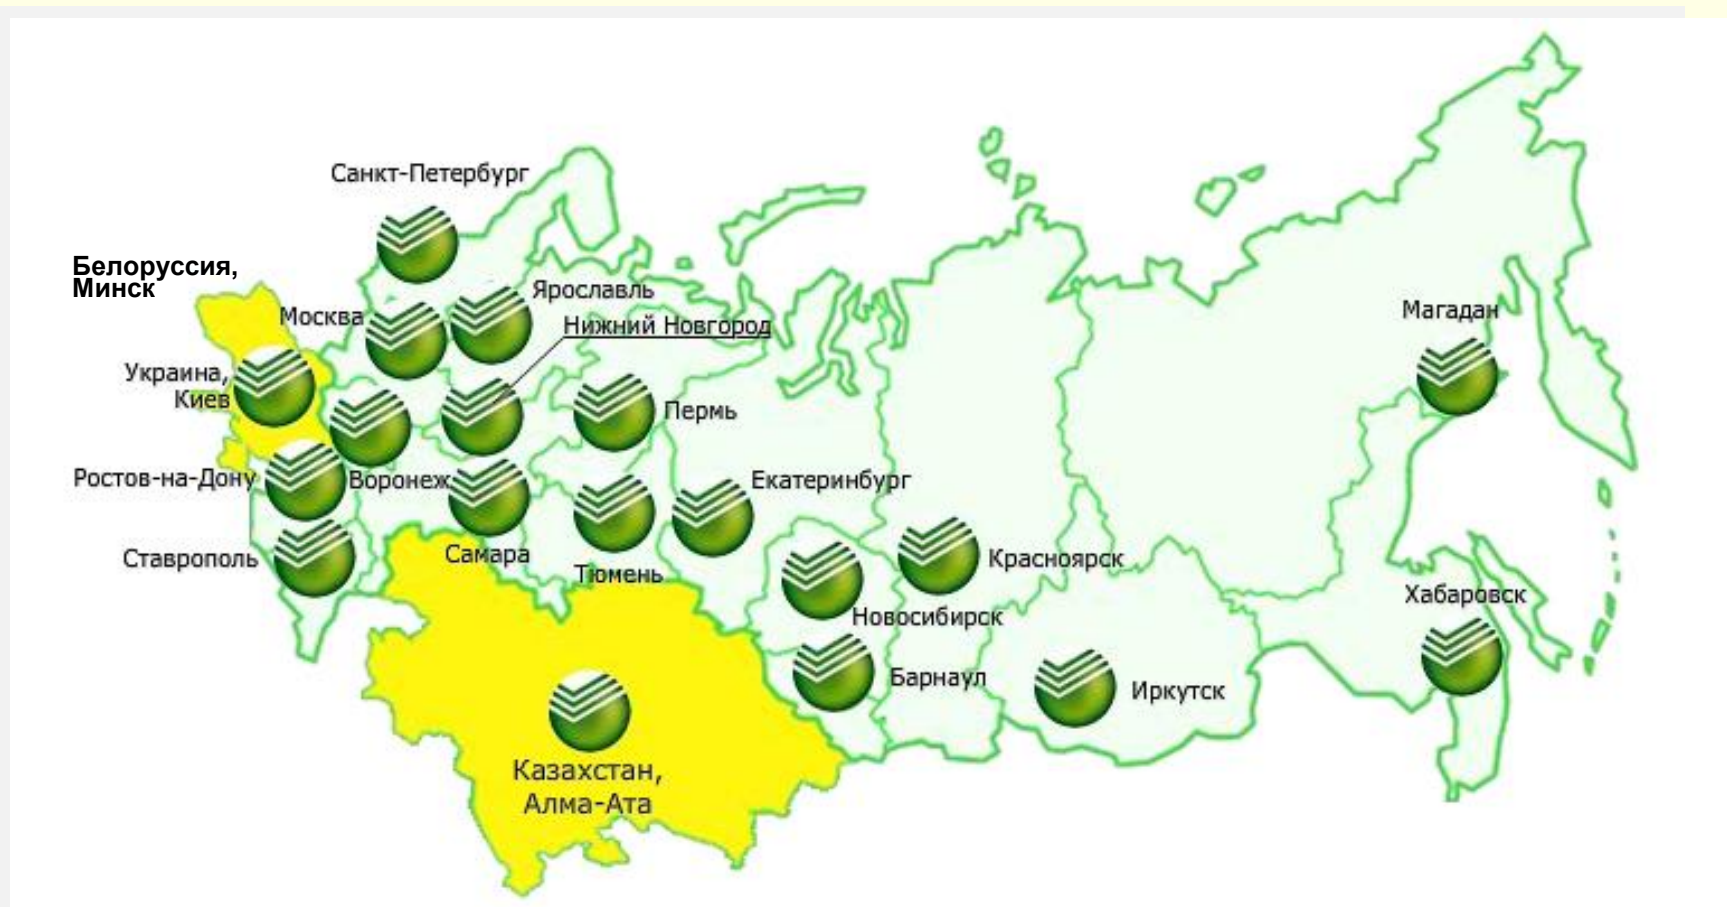 Санкт-Петербург
Белоруссия,
Минск
Ярославль
Москва
Нижний Новгород
Магадан
Украина,
Киев
Пермь
Ростов-на-Дону
Воронеж
Екатеринбург
Самара
Ставрополь
Тюмень
Красноярск
Хабаровск
Новосибирск
Барнаул
Иркутск
Казахстан,
Алма-Ата